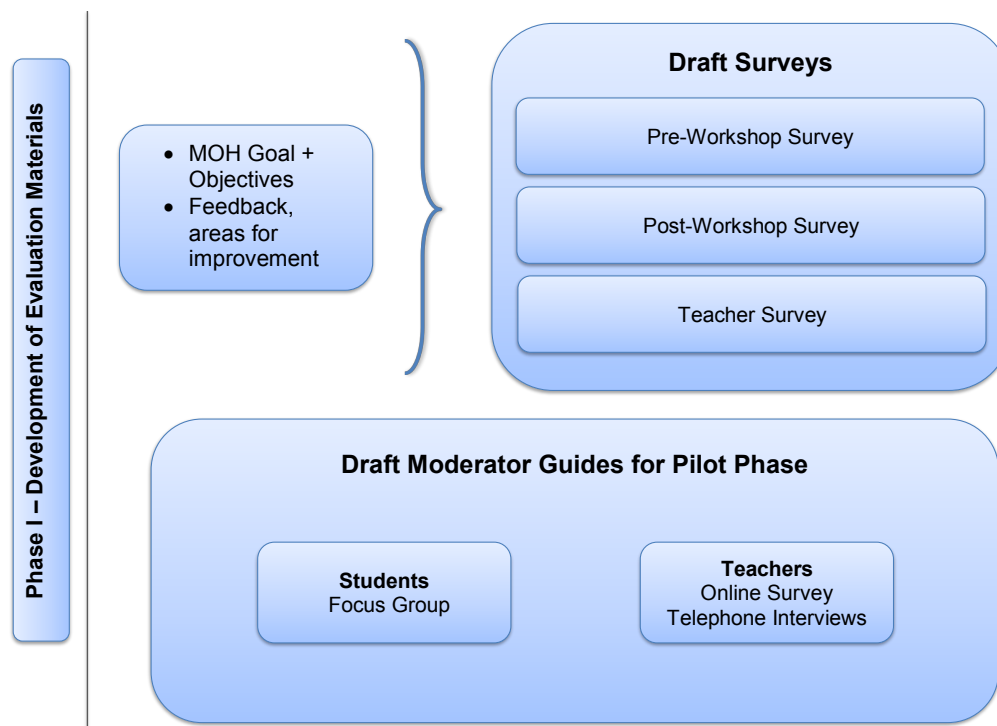 Phase I – Development of Evaluation Materials
• MOH Goal +
Objectives
• Feedback,
areas for
improvement
Draft Surveys
Pre-Workshop Survey
Post-Workshop Survey
Teacher Survey
Draft Moderator Guides for Pilot Phase
Students
Focus Group
Teachers
Online Survey
Telephone Interviews